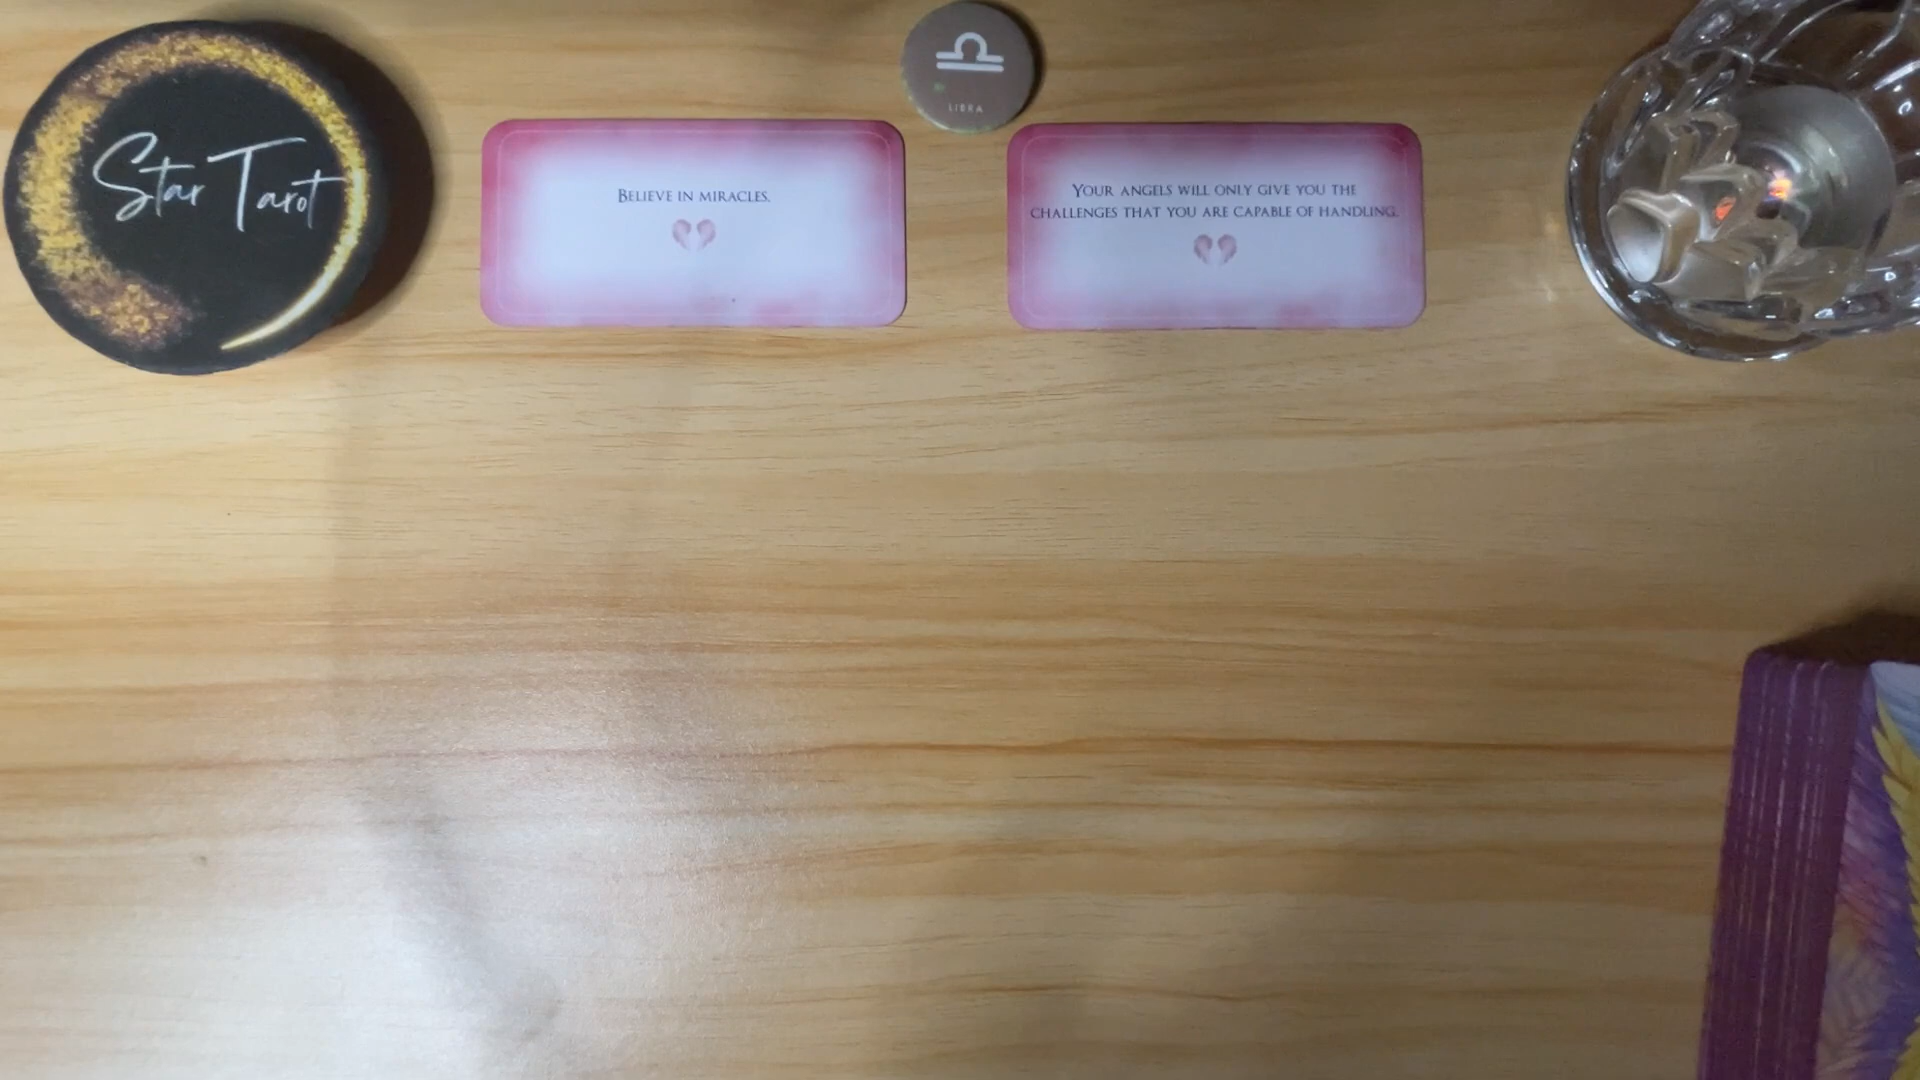 Star Tarot
BELIEVE IN MIRACLES.
LIBRA
YOUR ANGELS WILL ONLY GIVE YOU THE
CHALLENGES THAT YOU ARE CAPABLE OF HANDLING.